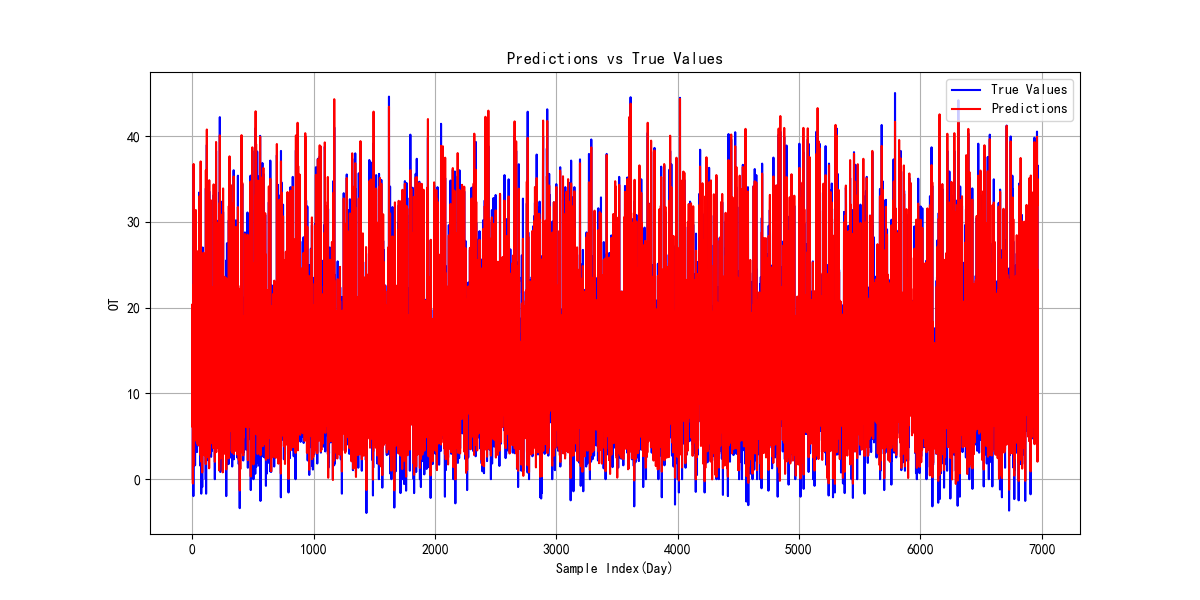 Predictions vs True Values
True Values
Predictions
40
30
20
10
0
OT
0 1000 2000 3000 4000 5000 6000 7000
Sample Index(Day)